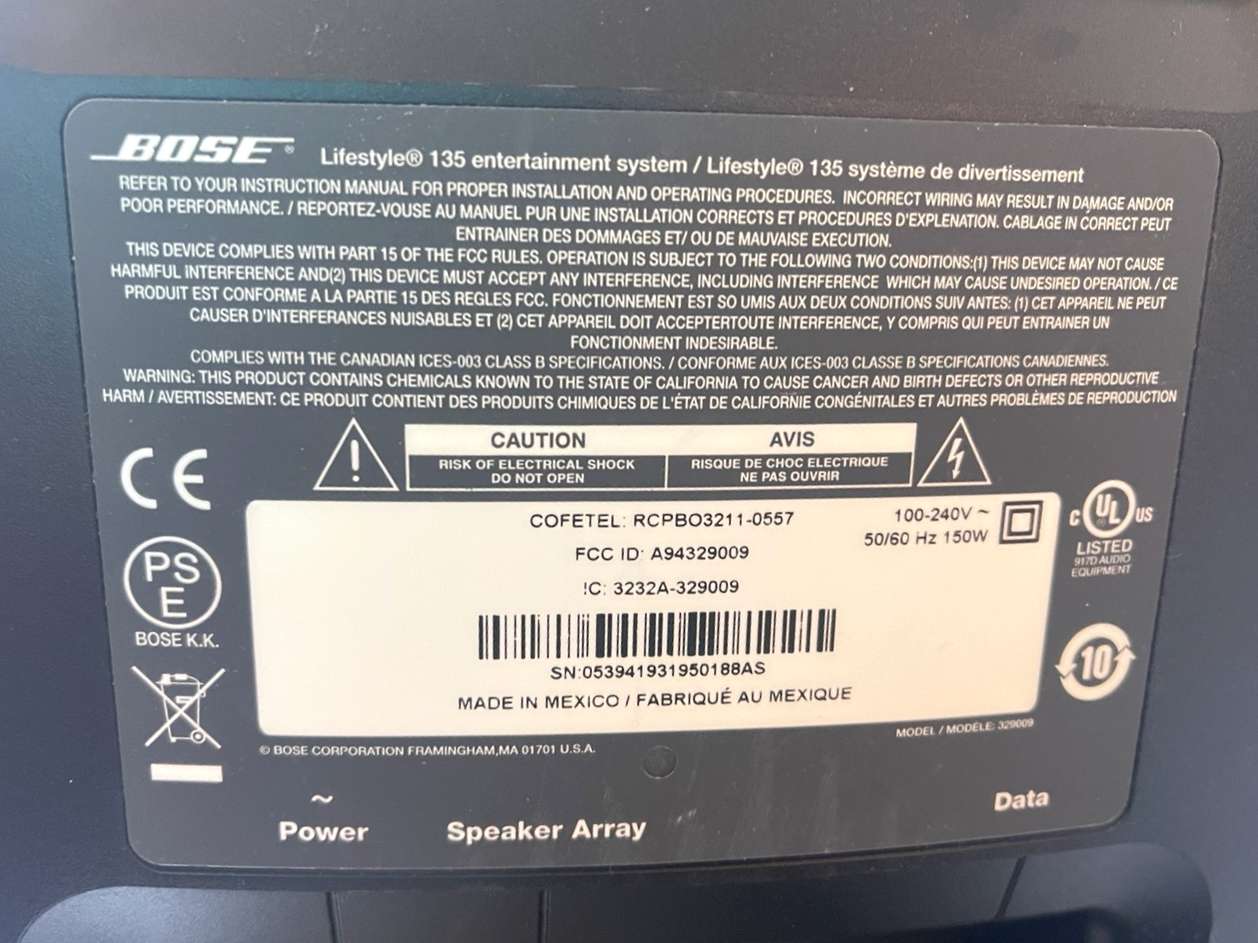 BOSE ® Lifestyle® 135 entertainment system / Lifestyle® 135 système de divertissement
REFER TO YOUR INSTRUCTION MANUAL FOR PROPER INSTALLATION AND OPERATING PROCEDURES. INCORRECT WIRING MAY RESULT IN DAMAGE AND/OR
POOR PERFORMANCE. / REPORTEZ-VOUSE AU MANUEL PUR UNE INSTALLATION CORRECTS ET PROCEDURES D'EXPLENATION. CABLAGE IN CORRECT PEUT
ENTRAINER DES DOMMAGES ET/ OU DE MAUVAISE EXECUTION.
THIS DEVICE COMPLIES WITH PART 15 OF THE FCC RULES. OPERATION IS SUBJECT TO THE FOLLOWING TWO CONDITIONS:(1) THIS DEVICE MAY NOT CAUSE
HARMFUL INTERFERENCE AND(2) THIS DEVICE MUST ACCEPT ANY INTERFERENCE, INCLUDING INTERFERENCE WHICH MAY CAUSE UNDESIRED OPERATION. / CE
PRODUIT EST CONFORME A LA PARTIE 15 DES REGLES FCC. FONCTIONNEMENT EST SO UMIS AUX DEUX CONDITIONS SUIV ANTES: (1) CET APPAREIL NE PEUT
CAUSER D'INTERFERANCES NUISABLES ET (2) CET APPAREIL DOIT ACCEPTERTOUTE INTERFERENCE, Y COMPRIS QUI PEUT ENTRAINER UN
FONCTIONMENT INDESIRABLE.
COMPLIES WITH THE CANADIAN ICES-003 CLASS B SPECIFICATIONS. / CONFORME AUX ICES-003 CLASSE B SPECIFICATIONS CANADIENNES.
WARNING: THIS PRODUCT CONTAINS CHEMICALS KNOWN TO THE STATE OF CALIFORNIA TO CAUSE CANCER AND BIRTH DEFECTS OR OTHER REPRODUCTIVE
HARM / AVERTISSEMENT: CE PRODUIT CONTIENT DES PRODUITS CHIMIQUES DE L'ÉTAT DE CALIFORNIE CONGÉNITALES ET AUTRES PROBLÈMES DE REPRODUCTION
CAUTION
RISK OF ELECTRICAL SHOCK
DO NOT OPEN
AVIS
RISQUE DE CHOC ELECTRIQUE
NE PAS OUVRIR
CE
PS
E
BOSE K.K.
COFETEL: RCPBO3211-0557
FCC ID: A94329009
IC: 3232A-329009
100-240V ~
50/60 Hz 150W
SN:053941931950188AS
MADE IN MEXICO / FABRIQUÉ AU MEXIQUE
C UL ® US
LISTED
917D AUDIO
EQUIPMENT
10
© BOSE CORPORATION FRAMINGHAM,MA 01701 U.S.A.
MODEL / MODÈLE: 329009
~
Power
Speaker Array
Data